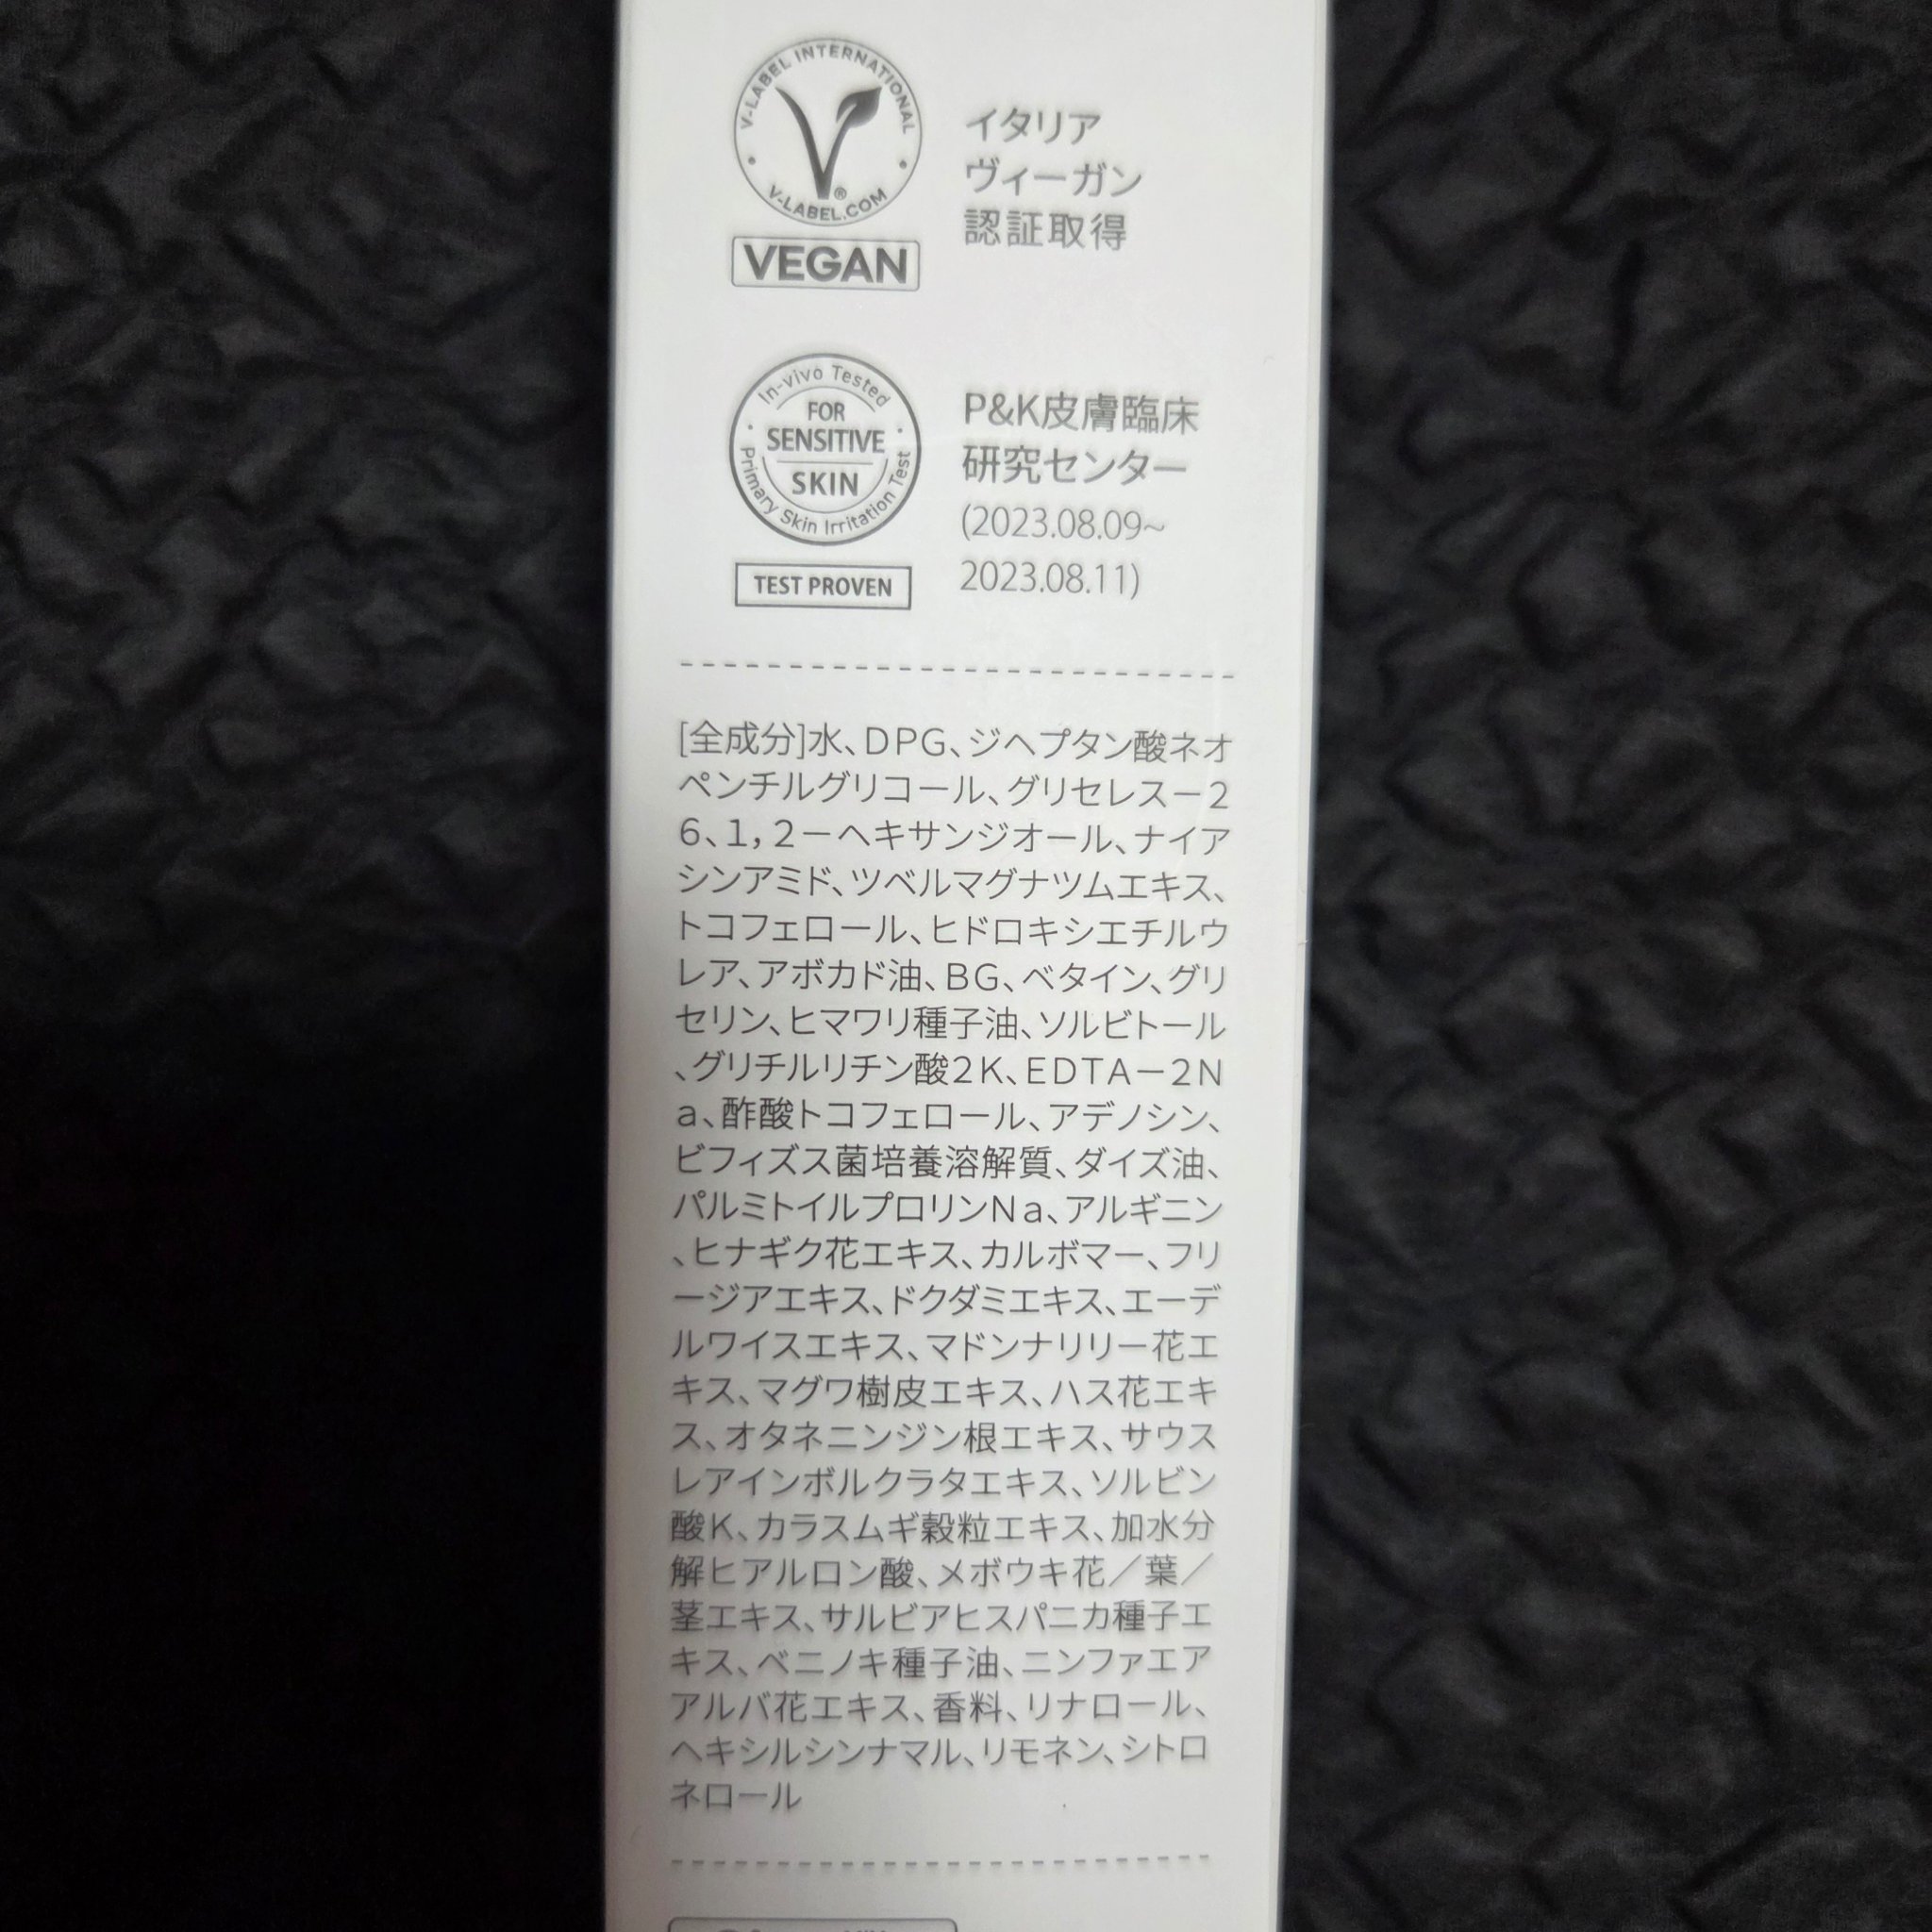 V-LABEL INTERNATIONAL
V-LABEL.COM
®
VEGAN
イタリア
ヴィーガン
認証取得
In-vivo Tested
FOR
SENSITIVE
SKIN
Primary Skin Irritation Test
TEST PROVEN
P&K皮膚臨床
研究センター
(2023.08.09~
2023.08.11)
[全成分]水、DPG、ジヘプタン酸ネオ
ペンチルグリコール、グリセレス－2
6、1，2－ヘキサンジオール、ナイア
シンアミド、ツベルマグナツムエキス、
トコフェロール、ヒドロキシエチルウ
レア、アボカド油、BG、ベタイン、グリ
セリン、ヒマワリ種子油、ソルビトール
、グリチルリチン酸2K、EDTA－2N
a、酢酸トコフェロール、アデノシン、
ビフィズス菌培養溶解質、ダイズ油、
パルミトイルプロリンNa、アルギニン
、ヒナギク花エキス、カルボマー、フリ
ージアエキス、ドクダミエキス、エーデ
ルワイスエキス、マドンナリリー花エ
キス、マグワ樹皮エキス、ハス花エキ
ス、オタネニンジン根エキス、サウス
レアインボルクラタエキス、ソルビン
酸K、カラスムギ穀粒エキス、加水分
解ヒアルロン酸、メボウキ花／葉／
茎エキス、サルビアヒスパニカ種子エ
キス、ベニノキ種子油、ニンファエア
アルバ花エキス、香料、リナロール、
ヘキシルシンナマル、リモネン、シトロ
ネロール